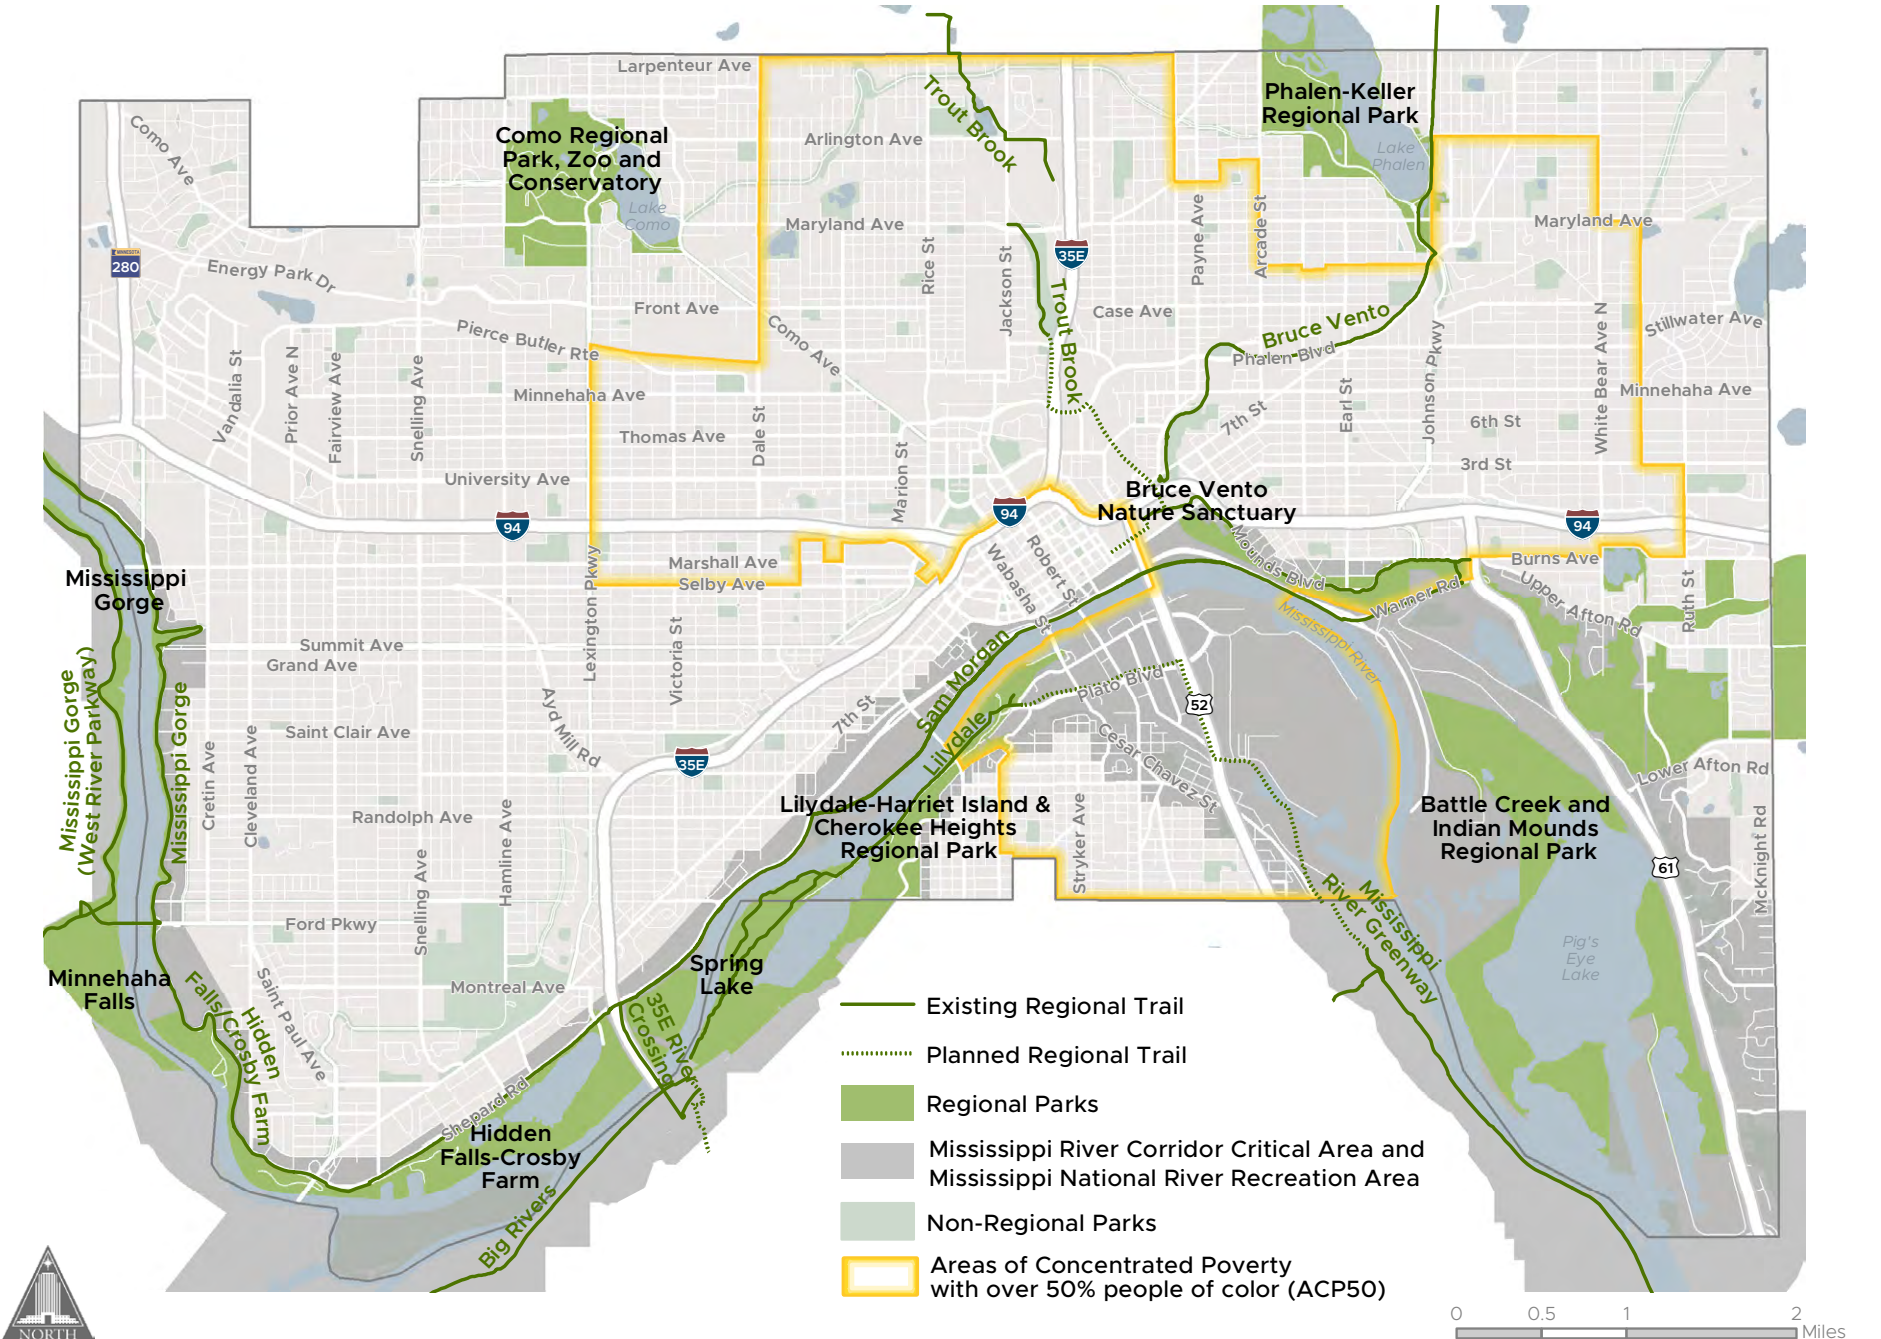 Larpenteur Ave
Como Ave
Como Regional
Park, Zoo and
Conservatory
Lake
Como
Arlington Ave
Maryland Ave
Trout Brook
Phalen-Keller
Regional Park
Lake
Phalen
Maryland Ave
MINNESOTA
280
Energy Park Dr
Front Ave
Pierce Butler Rte
Como Ave
Rice St
Jackson St
35E
Trout Brook
Case Ave
Payne Ave
Arcade St
Bruce Vento
Phalen Blvd
Stillwater Ave
Vandalia St
Prior Ave N
Fairview Ave
Snelling Ave
Minnehaha Ave
Thomas Ave
Dale St
University Ave
Marion St
7th St
Earl St
Johnson Pkwy
6th St
3rd St
White Bear Ave N
Minnehaha Ave
94
94
94
Bruce Vento
Nature Sanctuary
Marshall Ave
Selby Ave
Lexington Pkwy
Wabasha St
Robert St
Mounds Blvd
Warner Rd
Burns Ave
Upper Afton Rd
Ruth St
Mississippi River
Mississippi
Gorge
Summit Ave
Grand Ave
Victoria St
Mississippi Gorge
(West River Parkway)
Mississippi Gorge
Cretin Ave
Cleveland Ave
Saint Clair Ave
Ayd Mill Rd
35E
7th St
Sam Morgan
Lilydale
Plato Blvd
52
Cesar Chavez St
Stryker Ave
Lower Afton Rd
Randolph Ave
Hamline Ave
Snelling Ave
Lilydale-Harriet Island &
Cherokee Heights
Regional Park
Battle Creek and
Indian Mounds
Regional Park
61
McKnight Rd
Ford Pkwy
Minnehaha
Falls
Hidden
Falls/Crosby Farm
Saint Paul Ave
Montreal Ave
Spring
Lake
35E River
Crossing
Mississippi
River Greenway
Pig's
Eye
Lake
Shepard Rd
Hidden
Falls-Crosby
Farm
Big Rivers
Existing Regional Trail
Planned Regional Trail
Regional Parks
Mississippi River Corridor Critical Area and
Mississippi National River Recreation Area
Non-Regional Parks
Areas of Concentrated Poverty
with over 50% people of color (ACP50)
NORTH
0 0.5 1 2
Miles